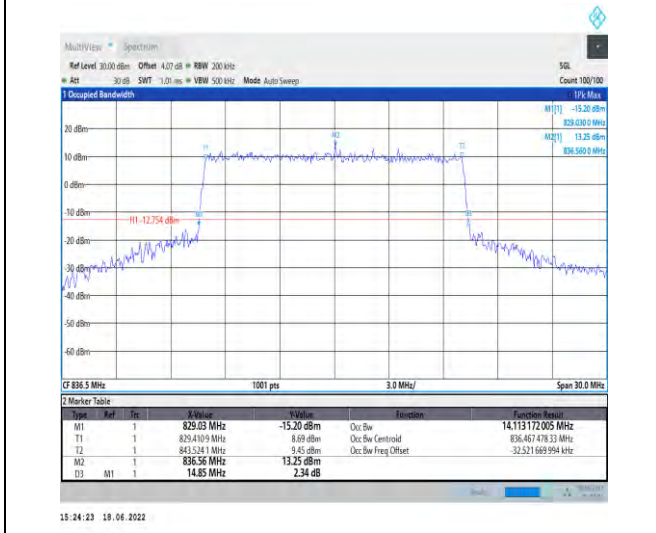 MultiView Spectrum
Ref Level 30.00 dBm Offset 4.07 dB RBW 200 kHz SGL
Att 30 dB SWT 1.01 ms VBW 500 kHz Mode Auto Sweep Count 100/100
1 Occupied Bandwidth 1Pk Max
M1[1] -15.20 dBm
829.0300 MHz
M2[1] 13.25 dBm
836.5600 MHz
M2
T1 T2
20 dBm
10 dBm
0 dBm
-10 dBm
H1 -12.754 dBm
-20 dBm
-30 dBm
-40 dBm
-50 dBm
-60 dBm
CF 836.5 MHz 1001 pts 3.0 MHz/ Span 30.0 MHz
2 Marker Table
Type Ref Trc X-Value Y-Value Function Function Result
M1 1 829.03 MHz -15.20 dBm Occ Bw 14.113 172 005 MHz
T1 1 829.4109 MHz 8.69 dBm Occ Bw Centroid 836.467 478 33 MHz
T2 1 843.5241 MHz 9.45 dBm Occ Bw Freq Offset -32.521 669 994 kHz
M2 1 836.56 MHz 13.25 dBm
D3 M1 1 14.85 MHz 2.34 dB
15:24:23 18.06.2022